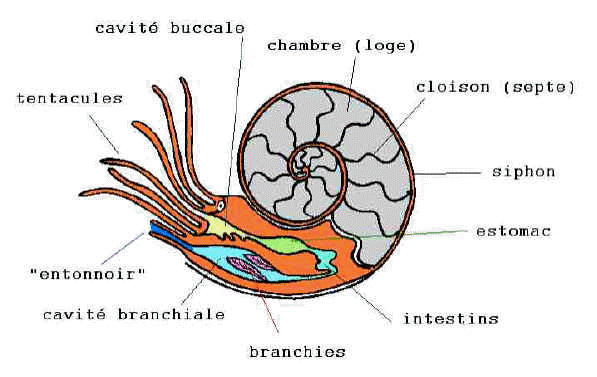 cavité buccale
chambre (loge)
cloison (septe)
tentacules
siphon
estomac
"entonnoir"
cavité branchiale
intestins
branchies